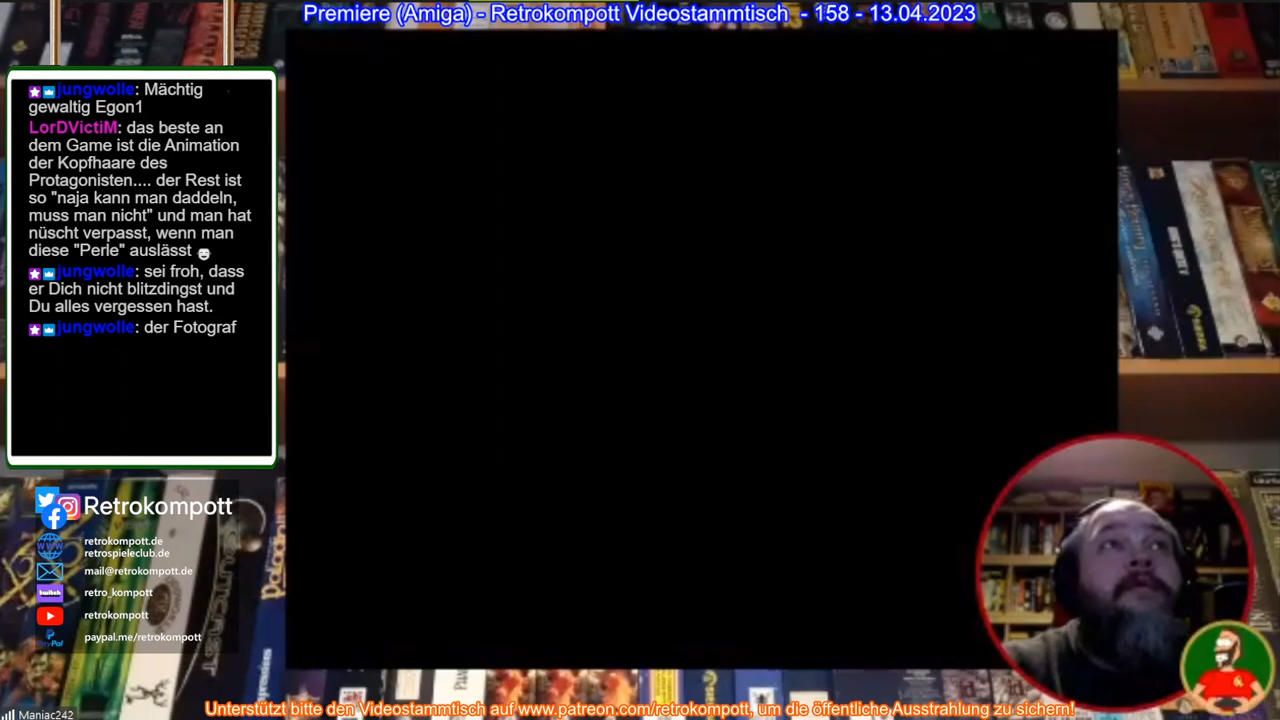 Premiere (Amiga) - Retrokompott Videostammtisch - 158 - 13.04.2023
jungwolle: Mächtig
gewaltig Egon1
LorDVictiM: das beste an
dem Game ist die Animation
der Kopfhaare des
Protagonisten.... der Rest ist
so "naja kann man daddeln,
muss man nicht" und man hat
nüscht verpasst, wenn man
diese "Perle" auslässt
jungwolle: sei froh, dass
er Dich nicht blitzdingst und
Du alles vergessen hast.
jungwolle: der Fotograf
Retrokompott
retrokompott.de
retrospieleclub.de
mail@retrokompott.de
retro_kompott
retrokompott
paypal.me/retrokompott
Maniac242
Unterstützt bitte den Videostammtisch auf www.patreon.com/retrokompott, um die öffentliche Ausstrahlung zu sichern!